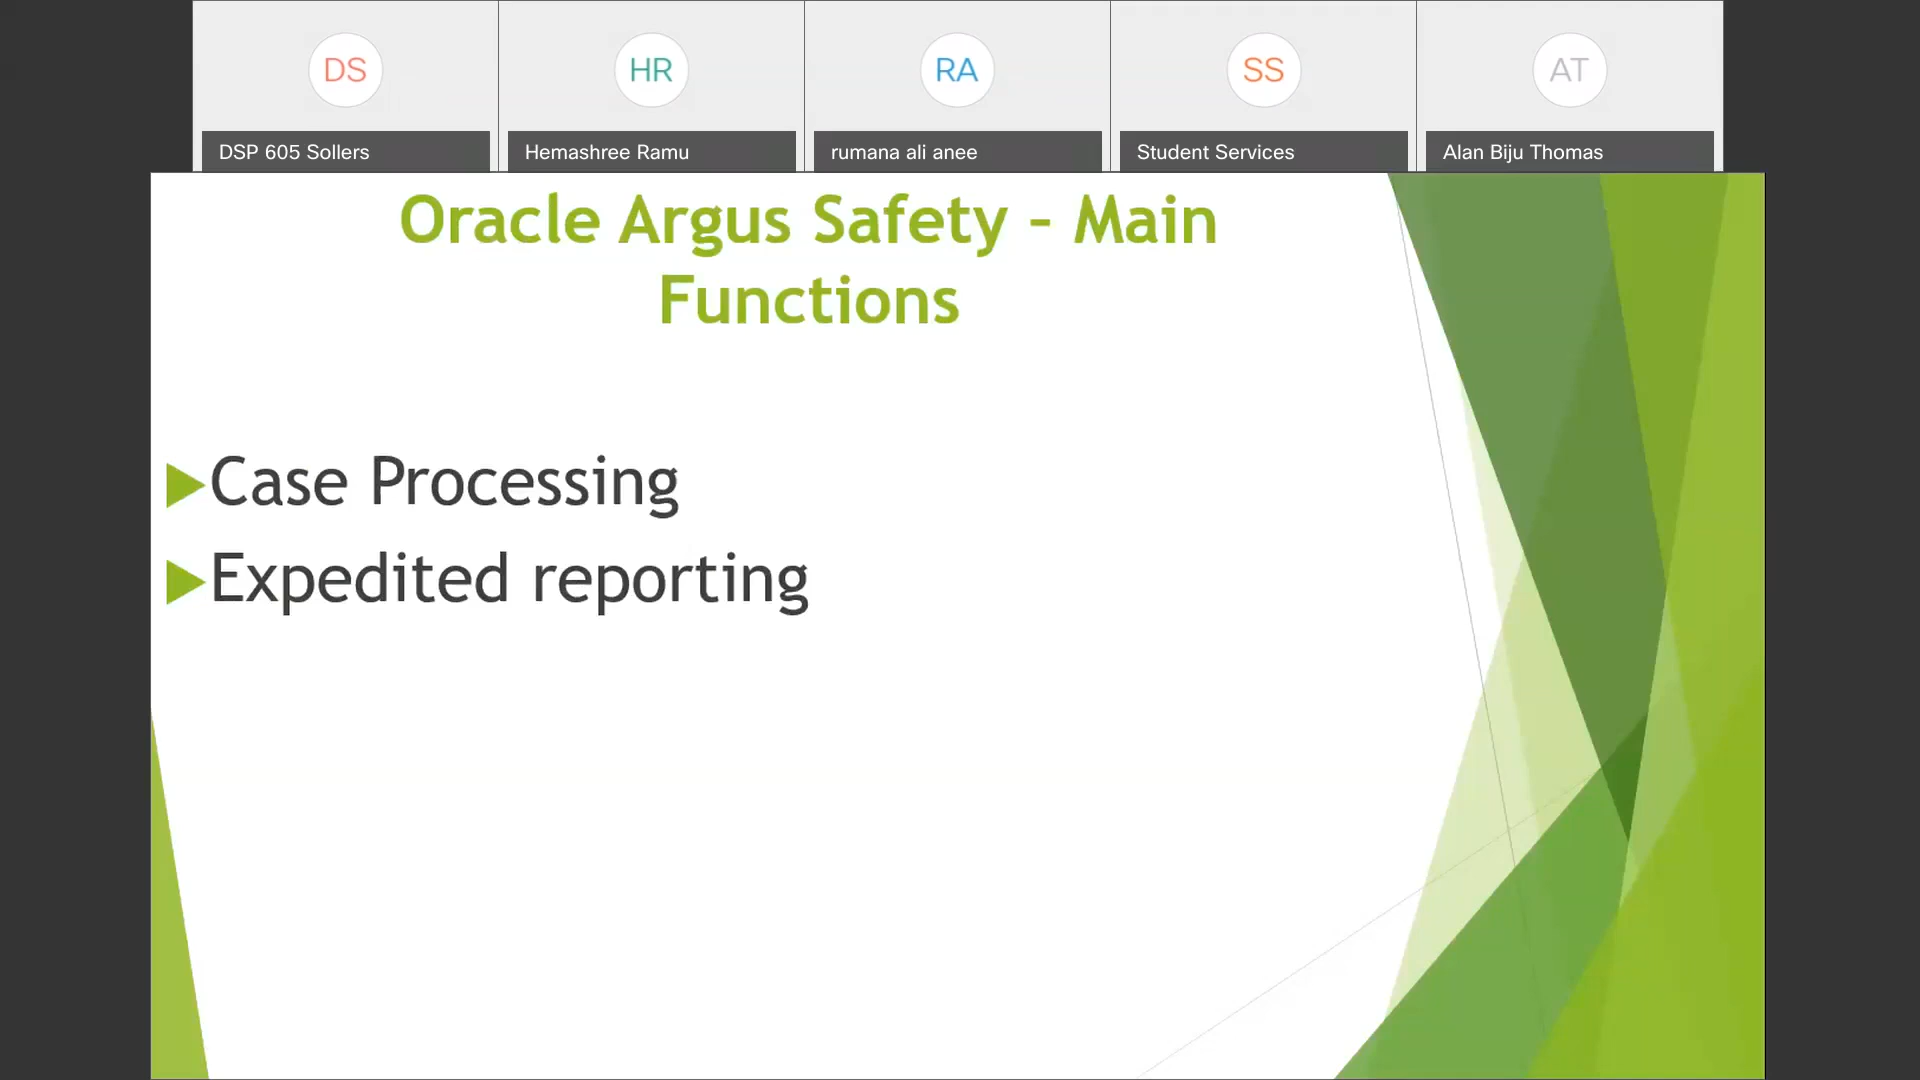 DS
HR
RA
SS
AT
DSP 605 Sollers
Hemashree Ramu
rumana ali anee
Student Services
Alan Biju Thomas
Oracle Argus Safety – Main
Functions
Case Processing
Expedited reporting